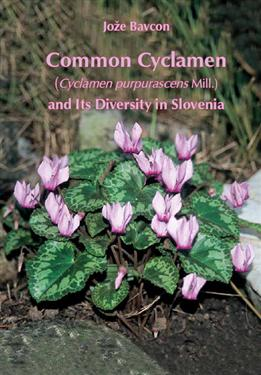 Jože Bavcon
Common Cyclamen
(Cyclamen purpurascens Mill.)
and Its Diversity in Slovenia